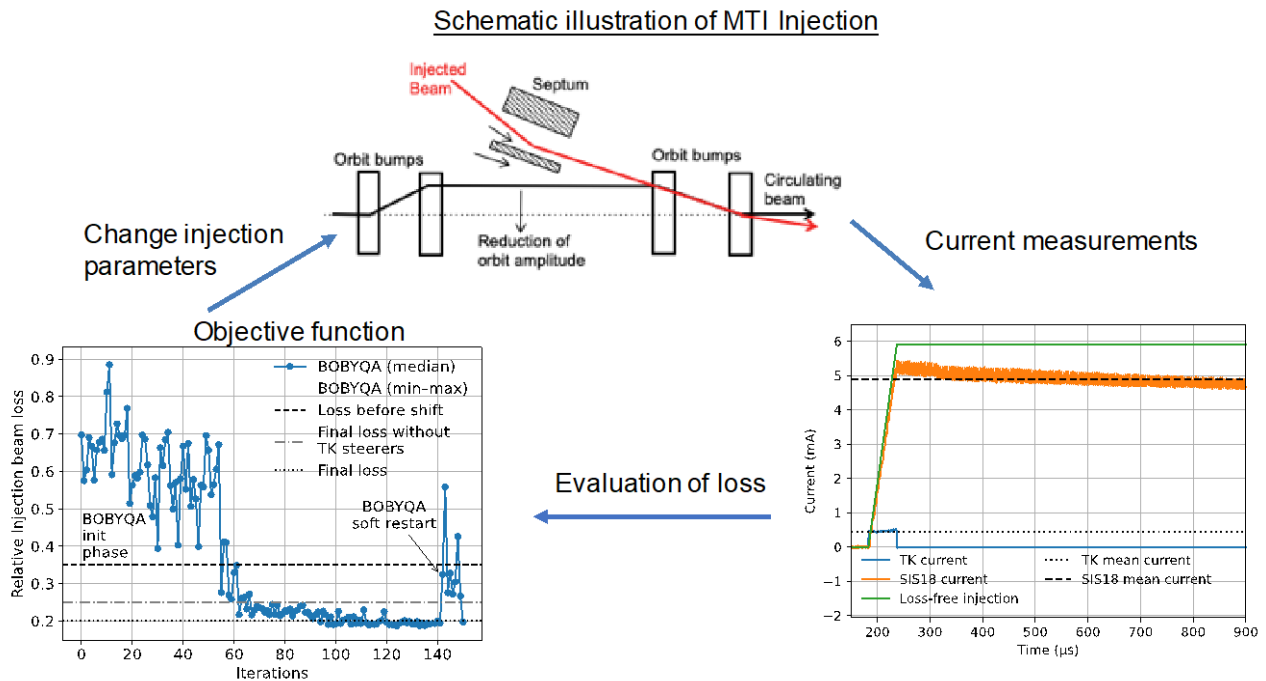 Schematic illustration of MTI Injection
Injected
Beam
Septum
Orbit bumps
Orbit bumps
Circulating
beam
Reduction of
orbit amplitude
Change injection
parameters
Current measurements
Objective function
0.9
0.8
0.7
0.6
0.5
0.4
0.3
0.2
Relative Injection beam loss
BOBYQA (median)
BOBYQA (min–max)
Loss before shift
Final loss without
TK steerers
Final loss
BOBYQA
soft restart
BOBYQA
init
phase
0 20 40 60 80 100 120 140
Iterations
Evaluation of loss
6
5
4
3
2
1
0
−1
−2
Current (mA)
TK current
SIS18 current
Loss-free injection
TK mean current
SIS18 mean current
200 300 400 500 600 700 800 900
Time (μs)